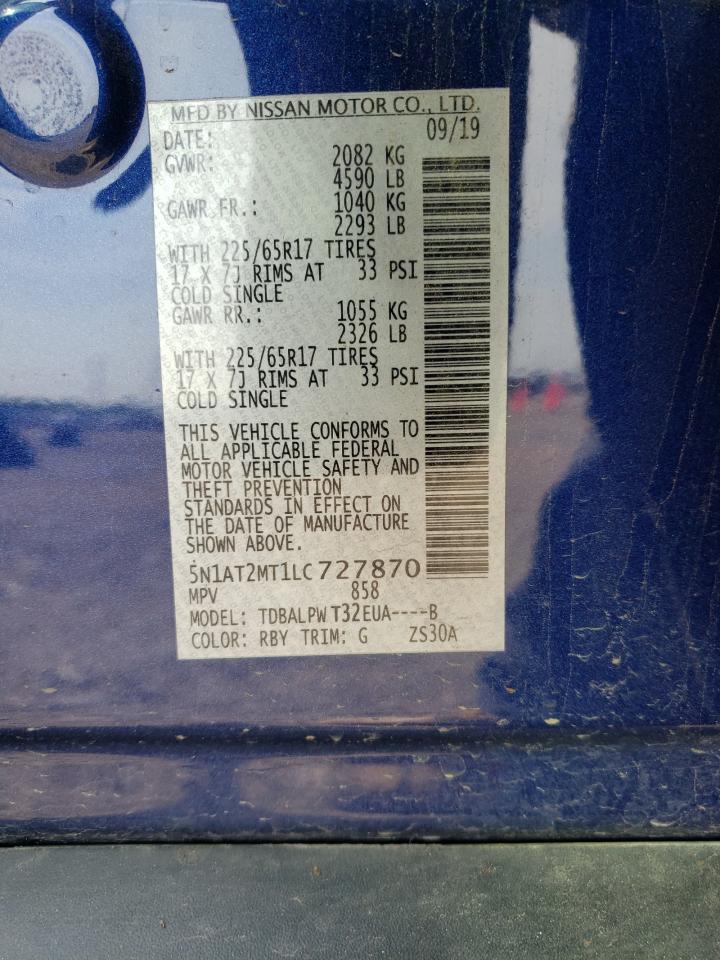 MFD BY NISSAN MOTOR CO., LTD.
DATE: 09/19
GVWR: 2082 KG
4590 LB
GAWR FR.: 1040 KG
2293 LB
WITH 225/65R17 TIRES
17 X 7J RIMS AT 33 PSI
COLD SINGLE
GAWR RR.: 1055 KG
2326 LB
WITH 225/65R17 TIRES
17 X 7J RIMS AT 33 PSI
COLD SINGLE
THIS VEHICLE CONFORMS TO
ALL APPLICABLE FEDERAL
MOTOR VEHICLE SAFETY AND
THEFT PREVENTION
STANDARDS IN EFFECT ON
THE DATE OF MANUFACTURE
SHOWN ABOVE.
5N1AT2MT1LC727870
MPV 858
MODEL: TDBALPW T32EUA----B
COLOR: RBY TRIM: G ZS30A